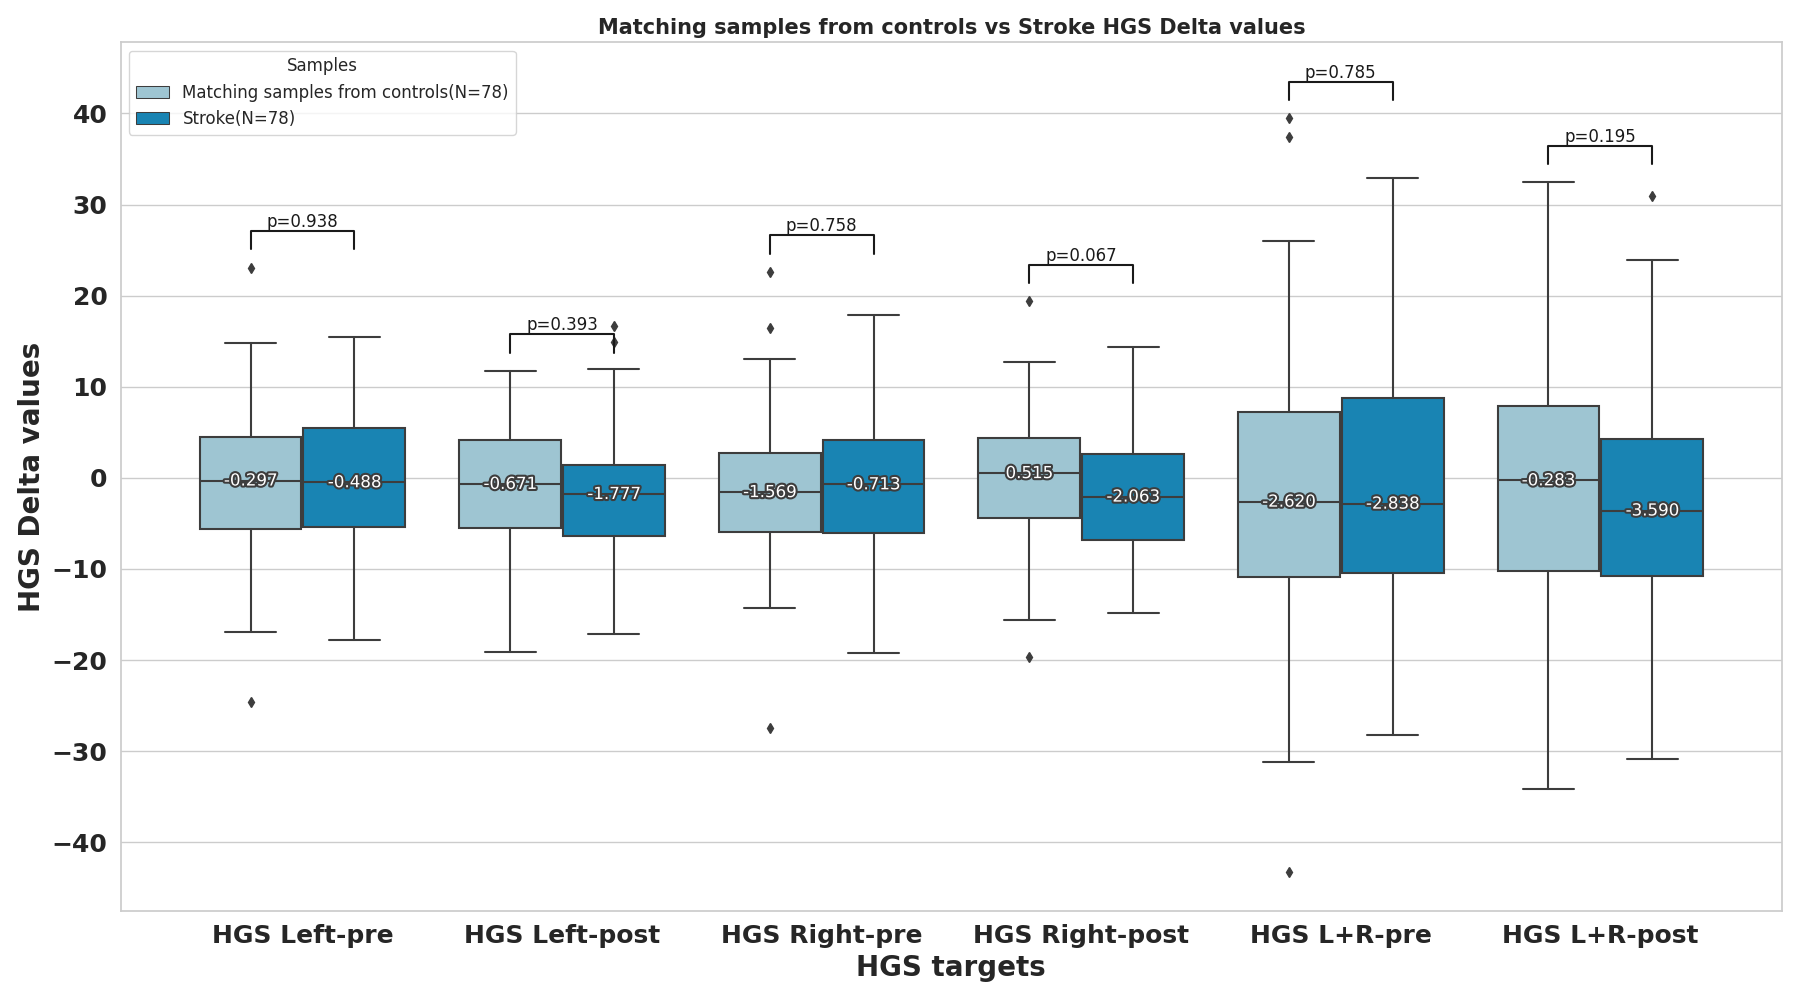 Matching samples from controls vs Stroke HGS Delta values
Samples
Matching samples from controls(N=78)
Stroke(N=78)
HGS Delta values
40
30
20
10
0
−10
−20
−30
−40
p=0.938
p=0.393
p=0.758
p=0.067
p=0.785
p=0.195
-0.297
-0.488
-0.671
-1.777
-1.569
-0.713
0.515
-2.063
-2.620
-2.838
-0.283
-3.590
HGS Left-pre
HGS Left-post
HGS Right-pre
HGS Right-post
HGS L+R-pre
HGS L+R-post
HGS targets